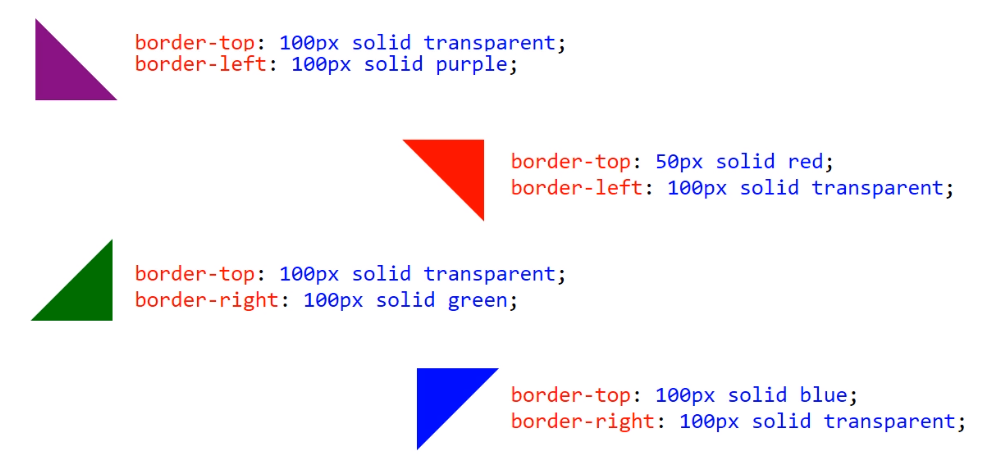 border-top: 100px solid transparent;
border-left: 100px solid purple;
border-top: 50px solid red;
border-left: 100px solid transparent;
border-top: 100px solid transparent;
border-right: 100px solid green;
border-top: 100px solid blue;
border-right: 100px solid transparent;